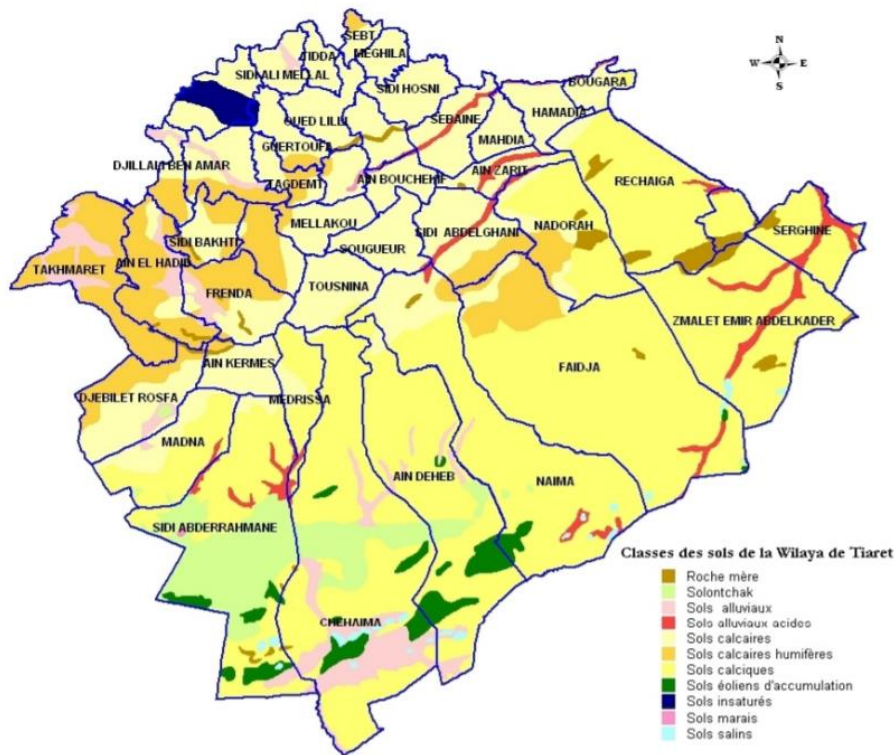 SEBT
MEGHILA
TIDDA
SIDI ALI MELLAL
SIDI HOSNI
BOUGARA
N
W E
S
OUED LILLI
SEBAINE
HAMADIA
GUERTOUFA
MAHDIA
DJILLALI BEN AMAR
TAGDEMT
AIN BOUCHEKIF
AIN ZARIT
RECHAIGA
MELLAKOU
SIDI ABDELGHANI
NADORAH
SERGHINE
SIDI BAKHTI
SOUGUEUR
TAKHMARET
AIN EL HADID
FRENDA
TOUSNINA
ZMALET EMIR ABDELKADER
AIN KERMES
FAIDJA
DJEBILET ROSFA
MEDRISSA
MADNA
AIN DEHEB
NAIMA
SIDI ABDERRAHMANE
CHEHAIMA
Classes des sols de la Wilaya de Tiaret
Roche mère
Solontchak
Sols alluviaux
Sols alluviaux acides
Sols calcaires
Sols calcaires humifères
Sols calciques
Sols éoliens d'accumulation
Sols insaturés
Sols marais
Sols salins